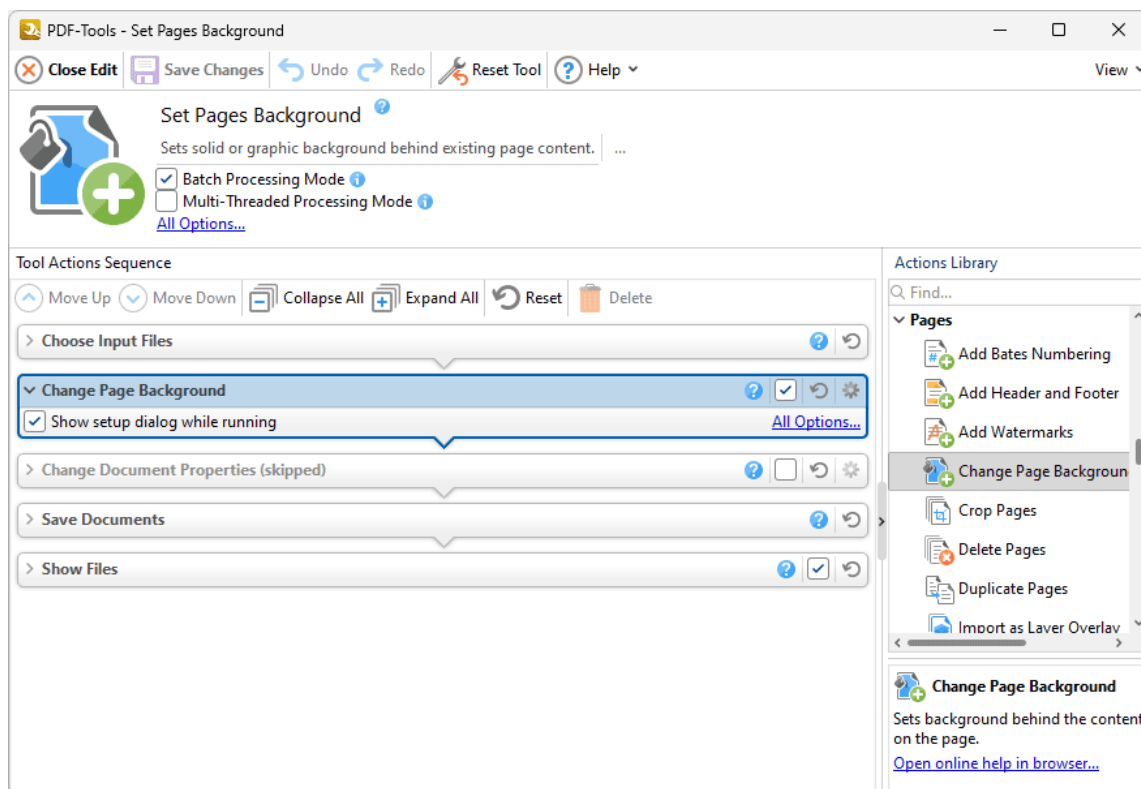 PDF-Tools - Set Pages Background
Close Edit Save Changes Undo Redo Reset Tool ? Help View
Set Pages Background ?
Sets solid or graphic background behind existing page content. ...
Batch Processing Mode i
Multi-Threaded Processing Mode i
All Options...
Tool Actions Sequence
Move Up Move Down Collapse All Expand All Reset Delete
Choose Input Files ?
Change Page Background ?
Show setup dialog while running All Options...
Change Document Properties (skipped) ?
Save Documents ?
Show Files ?
Actions Library
Find...
Pages
# Add Bates Numbering
Add Header and Footer
A Add Watermarks
Change Page Backgroun
Crop Pages
Delete Pages
Duplicate Pages
Import as Layer Overlay
Change Page Background
Sets background behind the content
on the page.
Open online help in browser...